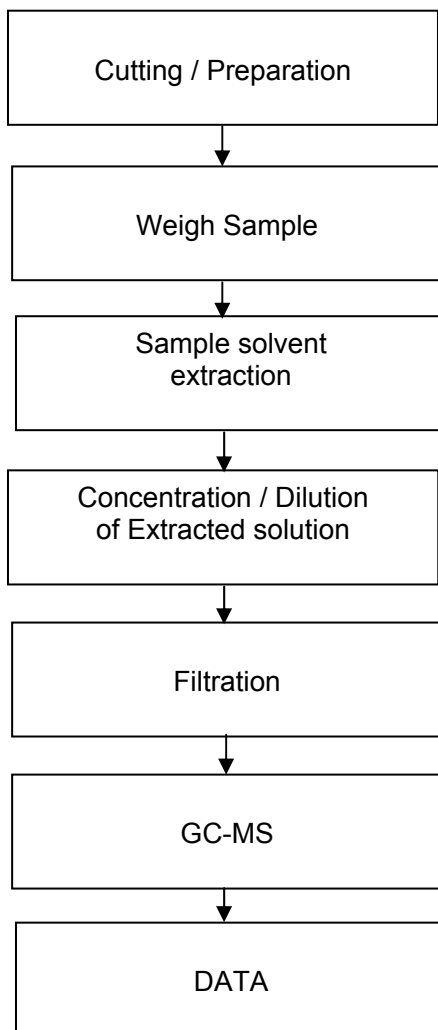 Cutting / Preparation
Weigh Sample
Sample solvent
extraction
Concentration / Dilution
of Extracted solution
Filtration
GC-MS
DATA